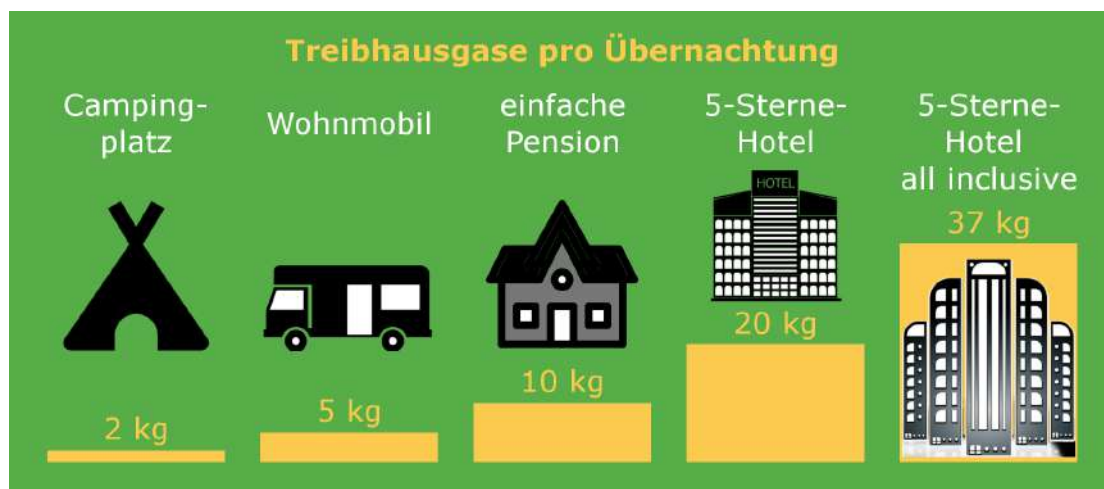 Treibhausgase pro Übernachtung
Camping-
platz
2 kg
Wohnmobil
5 kg
einfache
Pension
10 kg
5-Sterne-
Hotel
HOTEL
20 kg
5-Sterne-
Hotel
all inclusive
37 kg